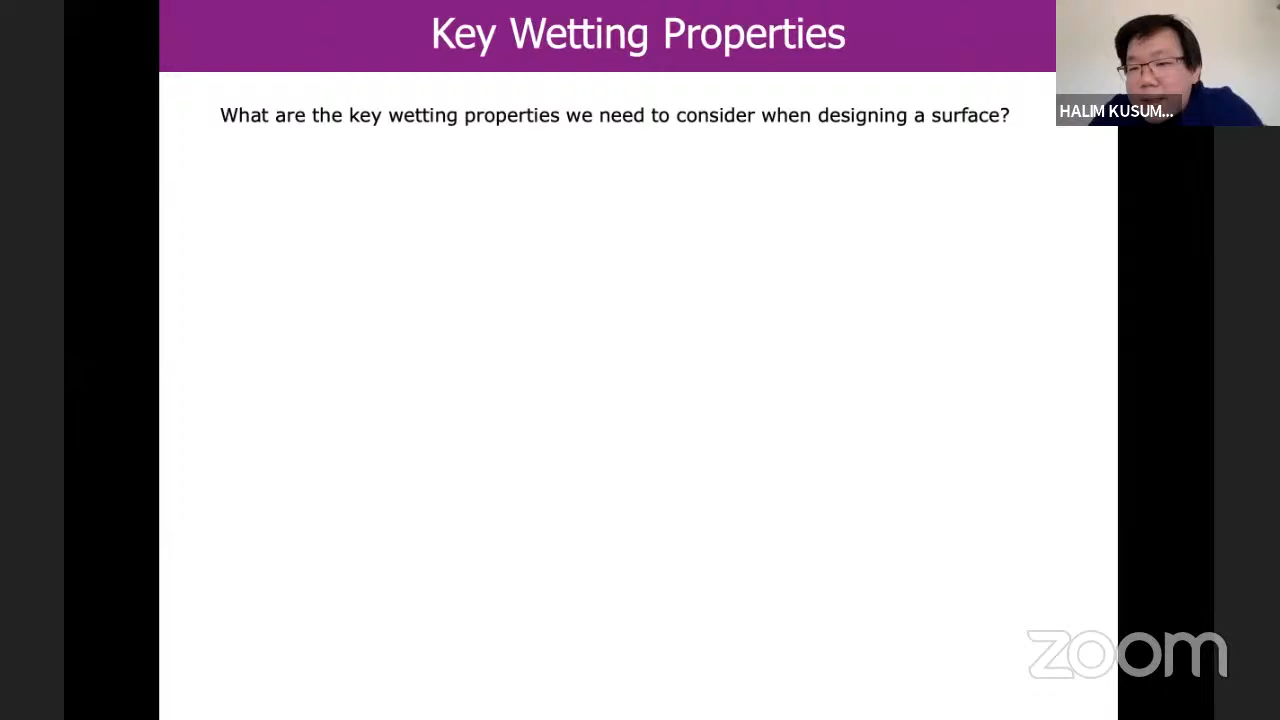 Key Wetting Properties
What are the key wetting properties we need to consider when designing a surface?
HALIM KUSUM...
zoom